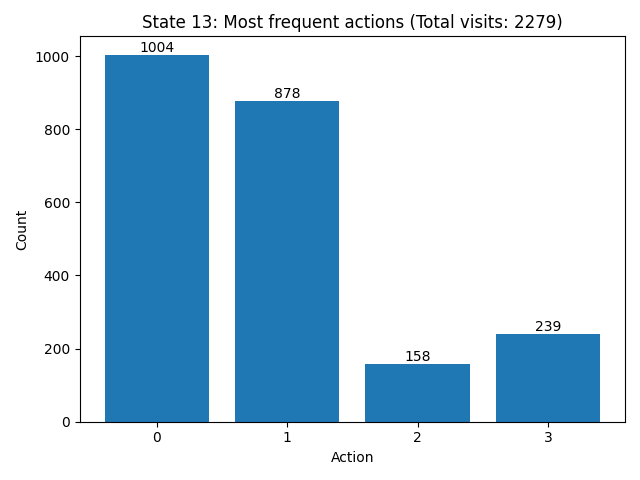 State 13: Most frequent actions (Total visits: 2279)
1004
878
158
239
1000
800
600
400
200
0
Count
0 1 2 3
Action